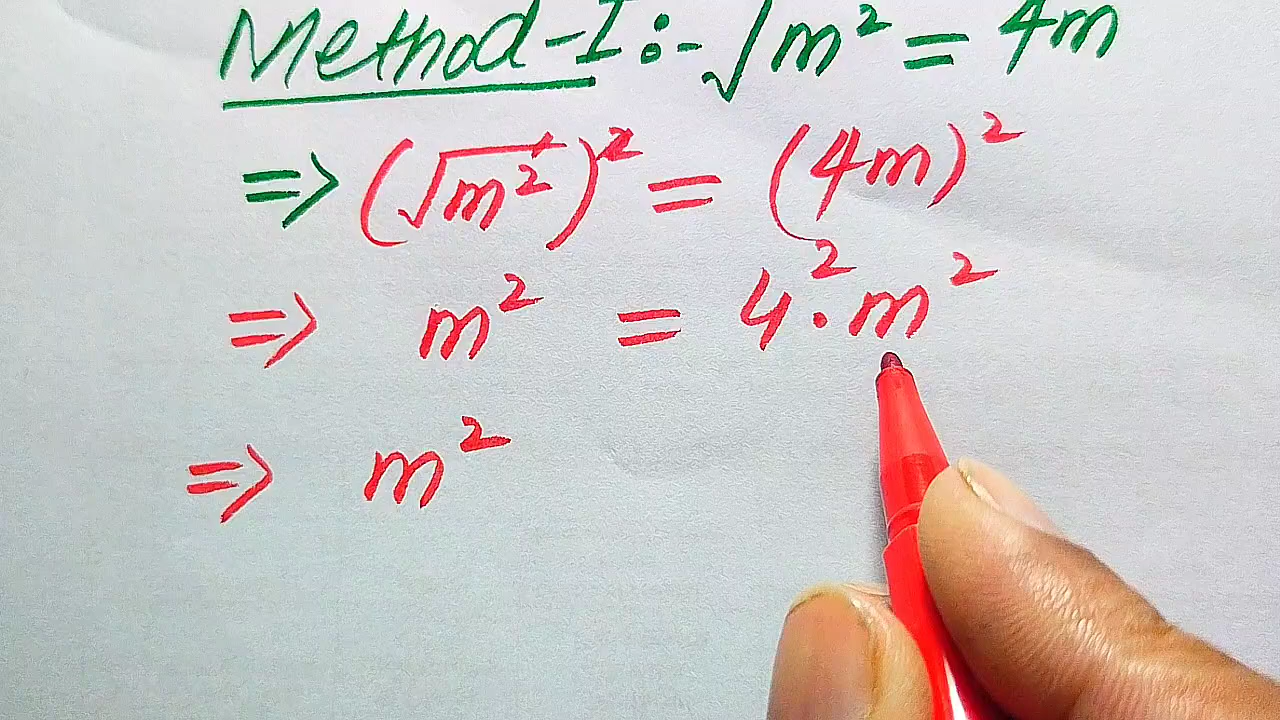 Method-I:- √m² = 4m
=> (√m²)² = (4m)²
=> m² = 4²·m²
=> m²